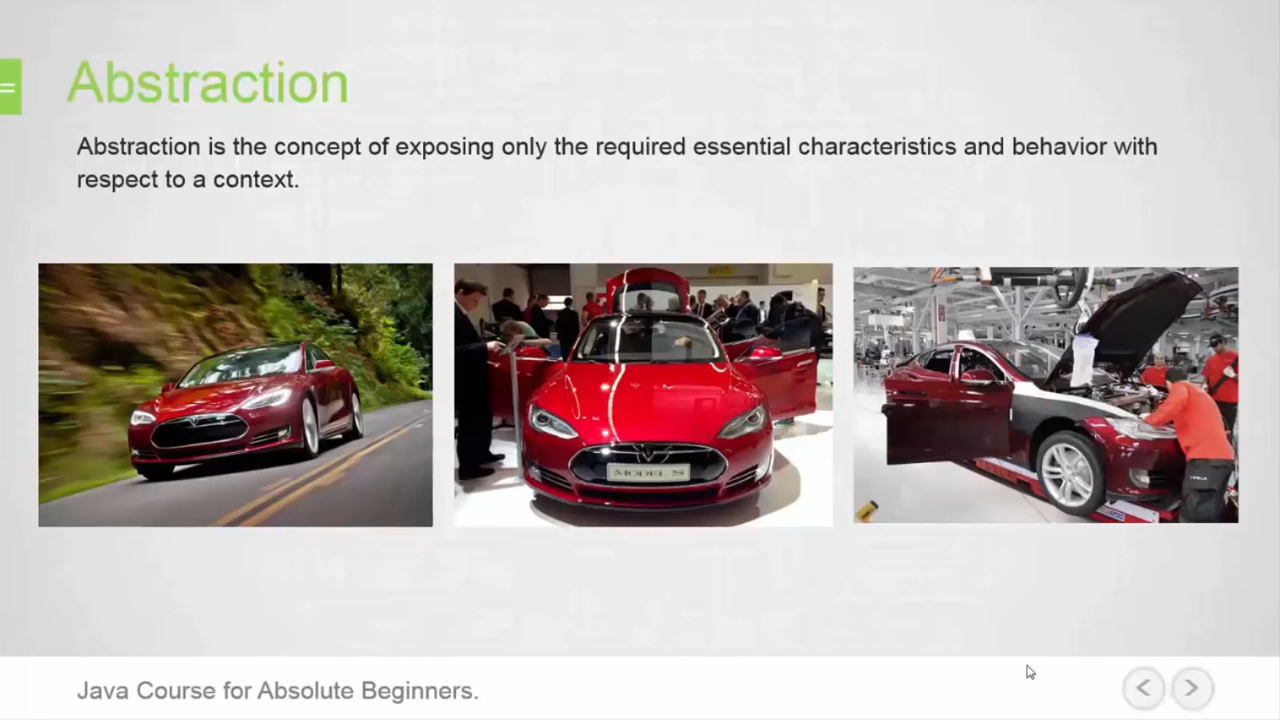 Abstraction
Abstraction is the concept of exposing only the required essential characteristics and behavior with
respect to a context.
MODEL S
Java Course for Absolute Beginners.